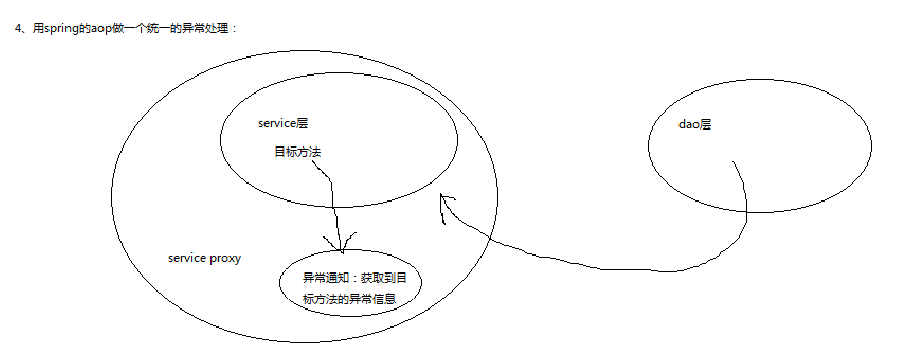 4、用spring的aop做一个统一的异常处理：
service层
目标方法
dao层
service proxy
异常通知：获取到目
标方法的异常信息